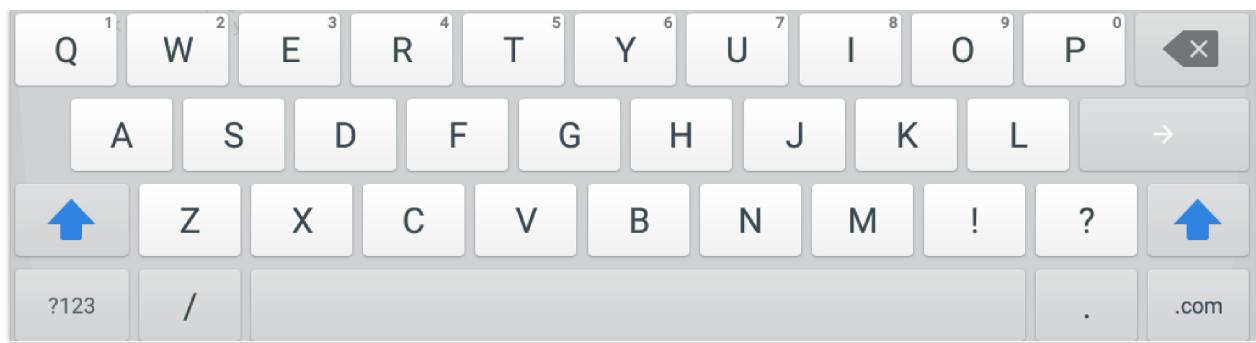 Q 1 W 2 E 3 R 4 T 5 Y 6 U 7 I 8 O 9 P 0
A S D F G H J K L
Z X C V B N M ! ?
?123 / . .com